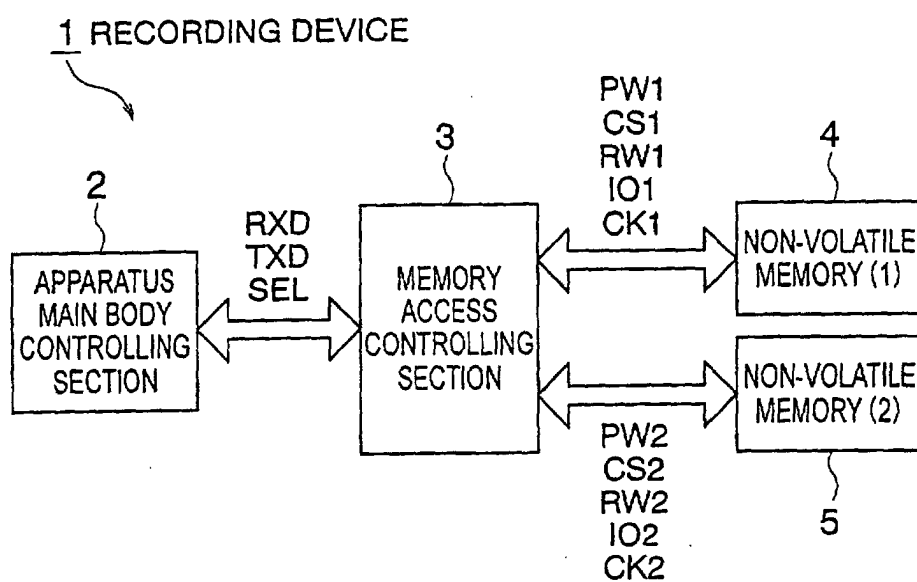 1 RECORDING DEVICE
2
APPARATUS
MAIN BODY
CONTROLLING
SECTION
RXD
TXD
SEL
3
MEMORY
ACCESS
CONTROLLING
SECTION
PW1
CS1
RW1
IO1
CK1
4
NON-VOLATILE
MEMORY (1)
NON-VOLATILE
MEMORY (2)
5
PW2
CS2
RW2
IO2
CK2